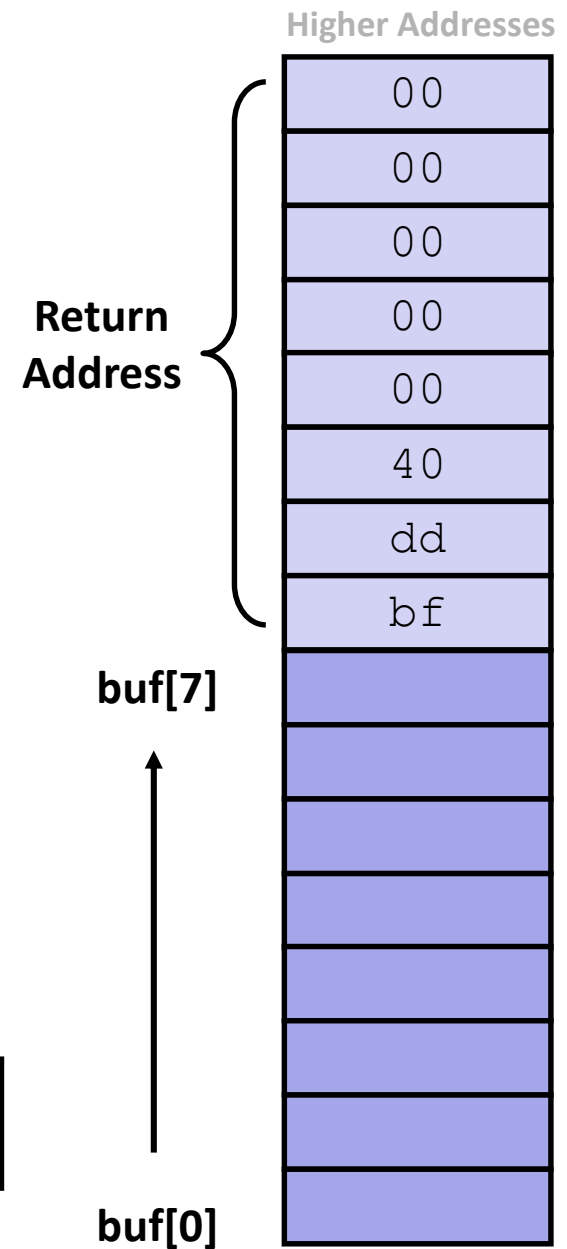 Higher Addresses
00
00
00
00
00
40
dd
bf
Return
Address
buf[7]
buf[0]